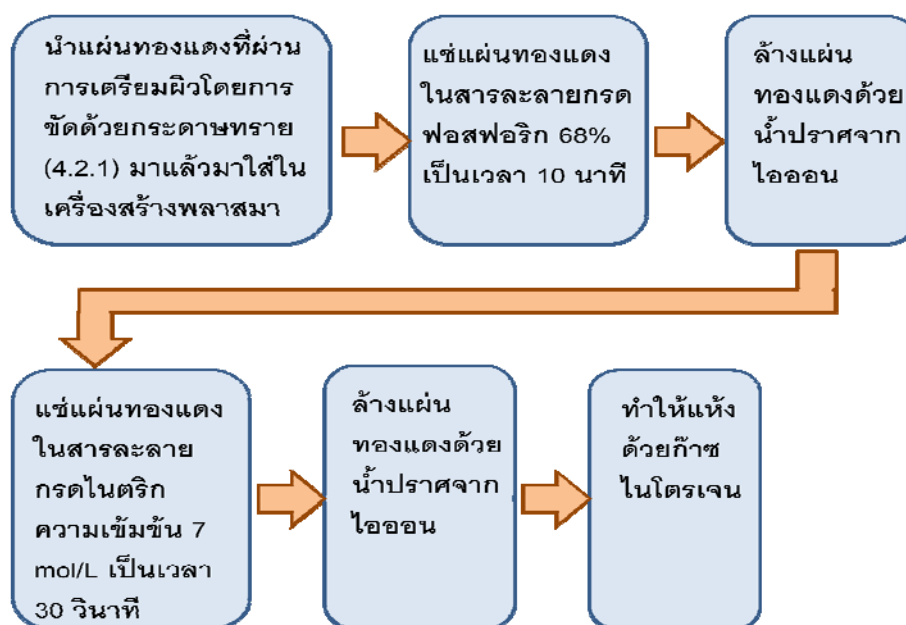 นำแผ่นทองแดงที่ผ่าน
การเตรียมผิวโดยการ
ขัดด้วยกระดาษทราย
(4.2.1) มาแล้วมาใส่ใน
เครื่องสร้างพลาสมา
แช่แผ่นทองแดง
ในสารละลายกรด
ฟอสฟอริก 68%
เป็นเวลา 10 นาที
ล้างแผ่น
ทองแดงด้วย
น้ำปราศจาก
ไอออน
แช่แผ่นทองแดง
ในสารละลาย
กรดไนตริก
ความเข้มข้น 7
mol/L เป็นเวลา
30 วินาที
ล้างแผ่น
ทองแดงด้วย
น้ำปราศจาก
ไอออน
ทำให้แห้ง
ด้วยก๊าซ
ไนโตรเจน